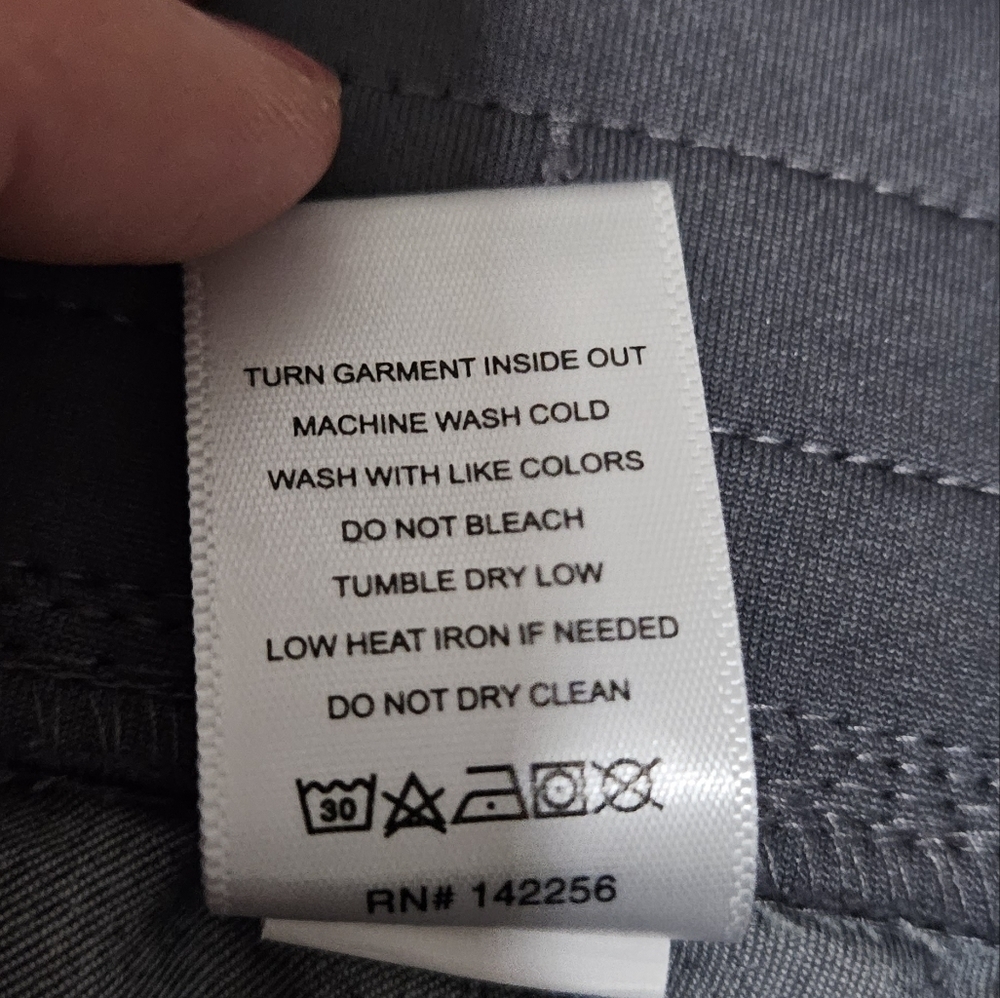 TURN GARMENT INSIDE OUT
MACHINE WASH COLD
WASH WITH LIKE COLORS
DO NOT BLEACH
TUMBLE DRY LOW
LOW HEAT IRON IF NEEDED
DO NOT DRY CLEAN
30
RN# 142256